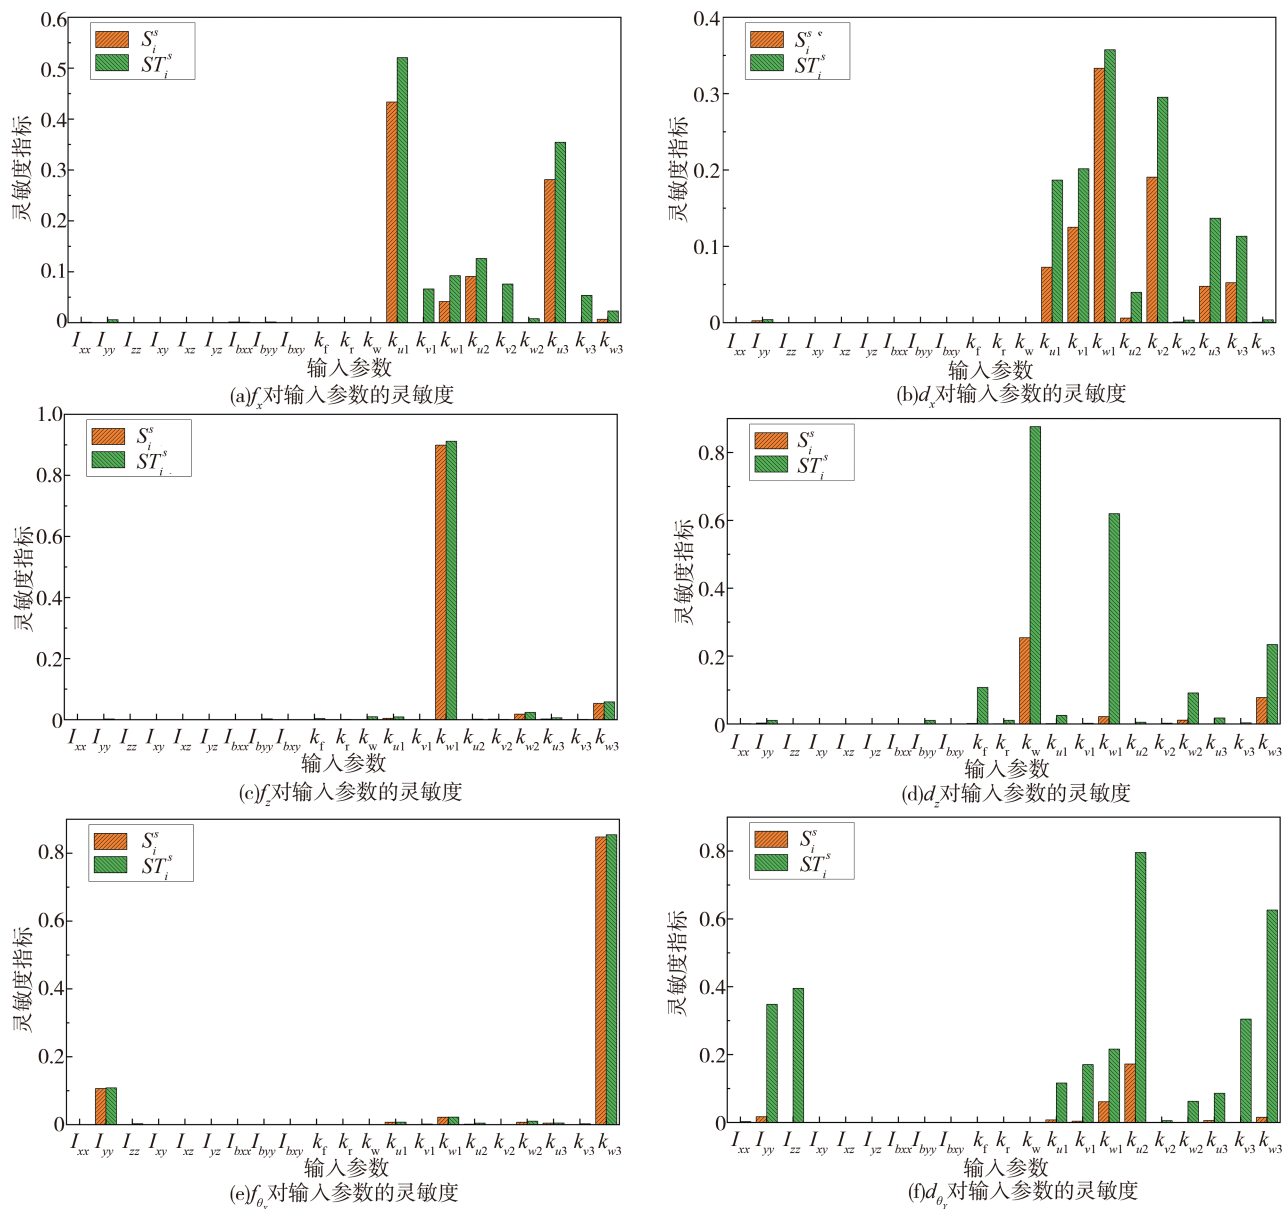 0.6
0.5
0.4
0.3
0.2
0.1
0
灵敏度指标
S_i^s
ST_i^s
I_xx I_yy I_zz I_xy I_xz I_yz I_bxx I_byy I_bxy k_f k_r k_w k_u1 k_v1 k_w1 k_u2 k_v2 k_w2 k_u3 k_v3 k_w3
输入参数
(a)f_x对输入参数的灵敏度
0.4
0.3
0.2
0.1
0
灵敏度指标
S_i^s
ST_i^s
I_xx I_yy I_zz I_xy I_xz I_yz I_bxx I_byy I_bxy k_f k_r k_w k_u1 k_v1 k_w1 k_u2 k_v2 k_w2 k_u3 k_v3 k_w3
输入参数
(b)d_x对输入参数的灵敏度
1.0
0.8
0.6
0.4
0.2
0
灵敏度指标
S_i^s
ST_i^s
I_xx I_yy I_zz I_xy I_xz I_yz I_bxx I_byy I_bxy k_f k_r k_w k_u1 k_v1 k_w1 k_u2 k_v2 k_w2 k_u3 k_v3 k_w3
输入参数
(c)f_z对输入参数的灵敏度
0.8
0.6
0.4
0.2
0
灵敏度指标
S_i^s
ST_i^s
I_xx I_yy I_zz I_xy I_xz I_yz I_bxx I_byy I_bxy k_f k_r k_w k_u1 k_v1 k_w1 k_u2 k_v2 k_w2 k_u3 k_v3 k_w3
输入参数
(d)d_z对输入参数的灵敏度
0.8
0.6
0.4
0.2
0
灵敏度指标
S_i^s
ST_i^s
I_xx I_yy I_zz I_xy I_xz I_yz I_bxx I_byy I_bxy k_f k_r k_w k_u1 k_v1 k_w1 k_u2 k_v2 k_w2 k_u3 k_v3 k_w3
输入参数
(e)f_θy对输入参数的灵敏度
0.8
0.6
0.4
0.2
0
灵敏度指标
S_i^s
ST_i^s
I_xx I_yy I_zz I_xy I_xz I_yz I_bxx I_byy I_bxy k_f k_r k_w k_u1 k_v1 k_w1 k_u2 k_v2 k_w2 k_u3 k_v3 k_w3
输入参数
(f)d_θy对输入参数的灵敏度